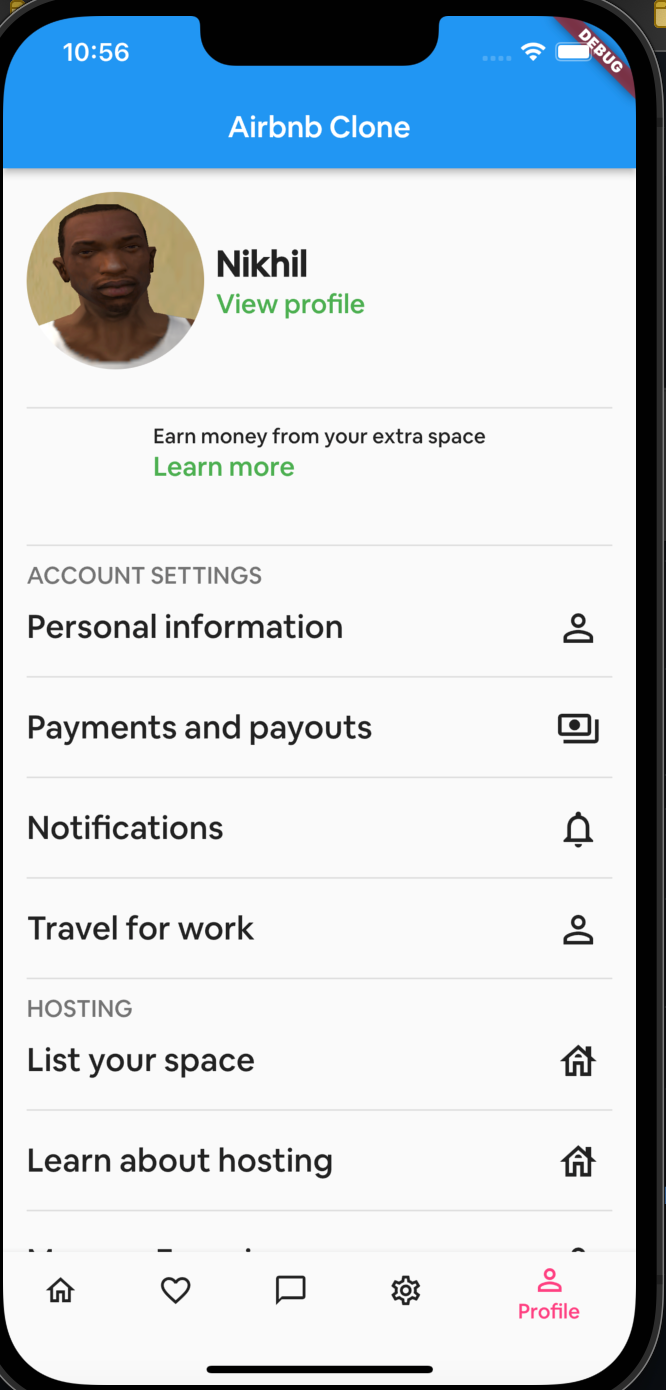 10:56
DEBUG
Airbnb Clone
Nikhil
View profile
Earn money from your extra space
Learn more
ACCOUNT SETTINGS
Personal information
Payments and payouts
Notifications
Travel for work
HOSTING
List your space
Learn about hosting
Profile